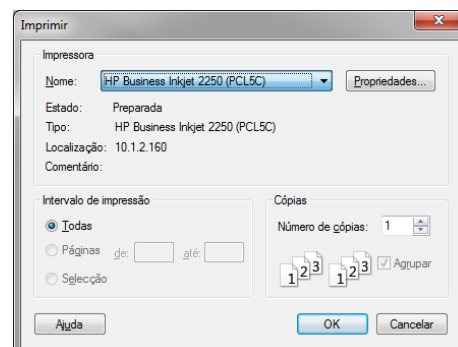 Imprimir
Impressora
Nome: HP Business Inkjet 2250 (PCL5C) Propriedades...
Estado: Preparada
Tipo: HP Business Inkjet 2250 (PCL5C)
Localização: 10.1.2.160
Comentário:
Intervalo de impressão
Todas
Páginas de: até:
Selecção
Cópias
Número de cópias: 1
1 2 3 1 2 3 Agrupar
Ajuda OK Cancelar